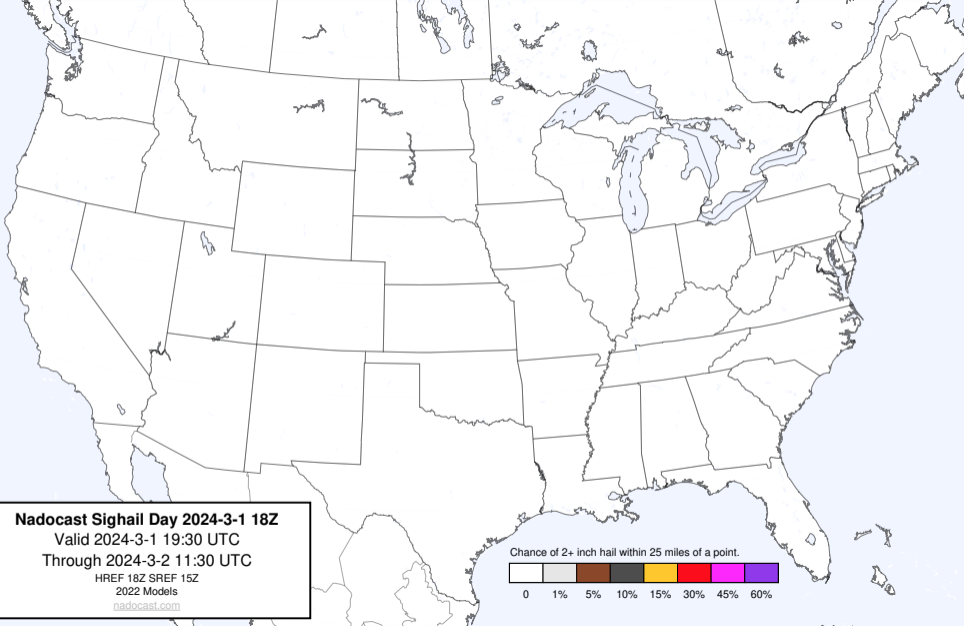 Nadocast Sighail Day 2024-3-1 18Z
Valid 2024-3-1 19:30 UTC
Through 2024-3-2 11:30 UTC
HREF 18Z SREF 15Z
2022 Models
nadocast.com
Chance of 2+ inch hail within 25 miles of a point.
0 1% 5% 10% 15% 30% 45% 60%